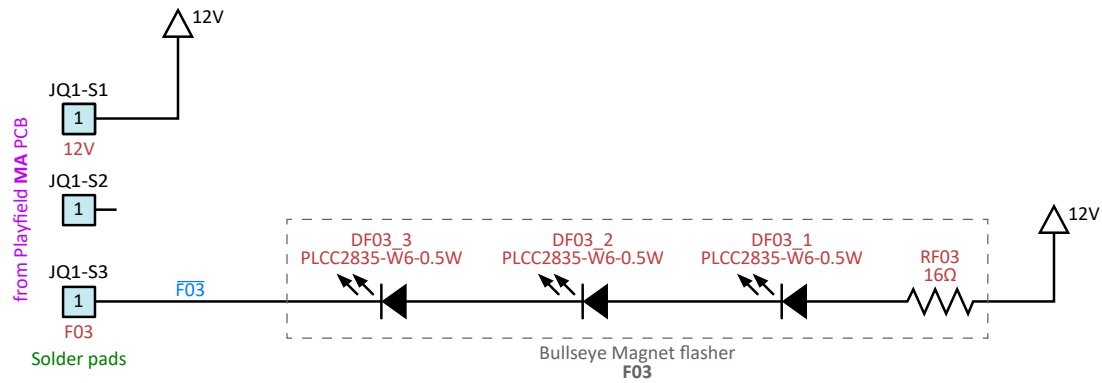 12V
JQ1-S1
1
12V
from Playfield MA PCB
JQ1-S2
1
JQ1-S3
1
F03
Solder pads
F03
DF03_3
PLCC2835-W6-0.5W
DF03_2
PLCC2835-W6-0.5W
DF03_1
PLCC2835-W6-0.5W
RF03
16Ω
12V
Bullseye Magnet flasher
F03